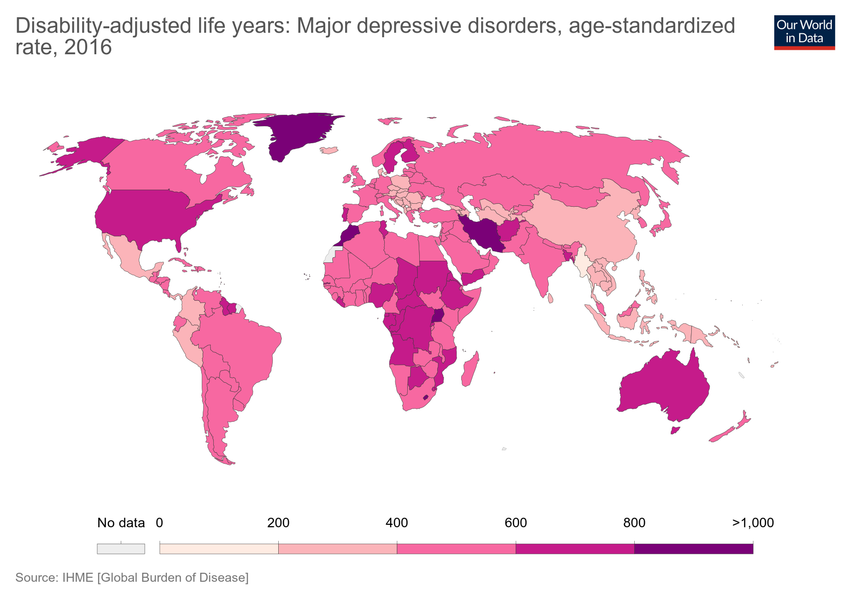 Disability-adjusted life years: Major depressive disorders, age-standardized
rate, 2016
Our World
in Data
No data 0 200 400 600 800 >1,000
Source: IHME [Global Burden of Disease]